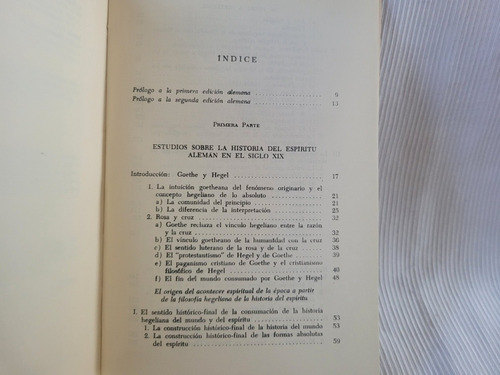 ÍNDICE
Prólogo a la primera edición alemana 9
Prólogo a la segunda edición alemana 13
PRIMERA PARTE
ESTUDIOS SOBRE LA HISTORIA DEL ESPÍRITU
ALEMÁN EN EL SIGLO XIX
Introducción: Goethe y Hegel 17
1. La intuición goetheana del fenómeno originario y el
concepto hegeliano de lo absoluto 21
a) La comunidad del principio 21
b) La diferencia de la interpretación 25
2. Rosa y cruz 32
a) Goethe rechaza el vínculo hegeliano entre la razón
y la cruz 32
b) El vínculo goetheano de la humanidad con la cruz 36
c) El sentido luterano de la rosa y de la cruz 38
d) El "protestantismo" de Hegel y de Goethe 39
e) El paganismo cristiano de Goethe y el cristianismo
filosófico de Hegel 40
f) El fin del mundo consumado por Goethe y Hegel 48
El origen del acontecer espiritual de la época a partir
de la filosofía hegeliana de la historia del espíritu
I. El sentido histórico-final de la consumación de la historia
hegeliana del mundo y del espíritu 53
1. La construcción histórico-final de la historia del mundo 53
2. La construcción histórico-final de las formas absolutas
del espíritu 59